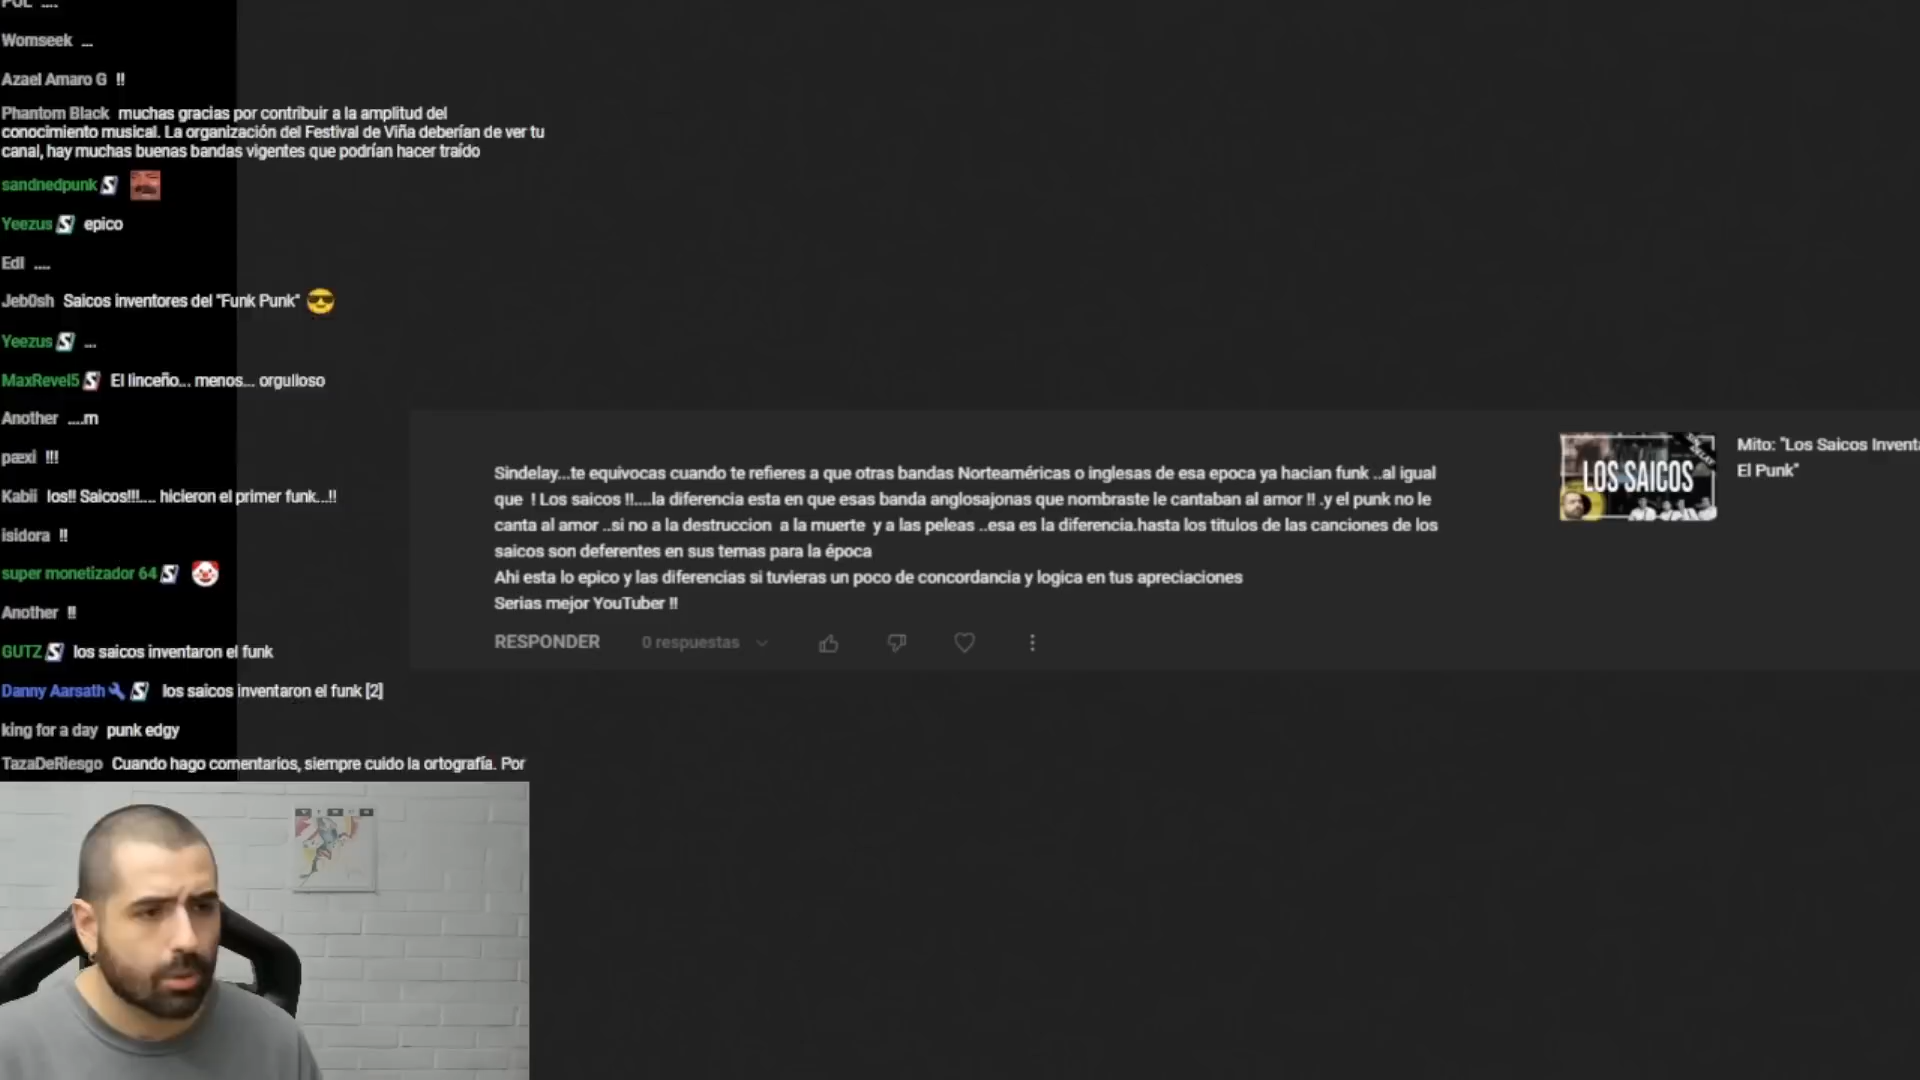 POL ....
Womseek ...
Azael Amaro G !!
Phantom Black muchas gracias por contribuir a la amplitud del
conocimiento musical. La organización del Festival de Viña deberían de ver tu
canal, hay muchas buenas bandas vigentes que podrían hacer traído
sandnedpunk S
Yeezus S epico
Edl ....
Jeb0sh Saicos inventores del "Funk Punk" 😎
Yeezus S ...
MaxRevel5 S El linceño... menos... orgulloso
Another ....m
pæxi !!!
Kabii los!! Saicos!!!.... hicieron el primer funk...!!
isidora !!
super monetizador 64 S 🤡
Another !!
GUTZ S los saicos inventaron el funk
Danny Aarsath 🔧 S los saicos inventaron el funk [2]
king for a day punk edgy
TazaDeRiesgo Cuando hago comentarios, siempre cuido la ortografía. Por
Sindelay...te equivocas cuando te refieres a que otras bandas Norteaméricas o inglesas de esa epoca ya hacian funk ..al igual
que ! Los saicos !!....la diferencia esta en que esas banda anglosajonas que nombraste le cantaban al amor !! .y el punk no le
canta al amor ..si no a la destruccion a la muerte y a las peleas ..esa es la diferencia.hasta los titulos de las canciones de los
saicos son deferentes en sus temas para la época
Ahi esta lo epico y las diferencias si tuvieras un poco de concordancia y logica en tus apreciaciones
Serias mejor YouTuber !!
RESPONDER 0 respuestas
LOS SAICOS
Mito: "Los Saicos Inventa
El Punk"